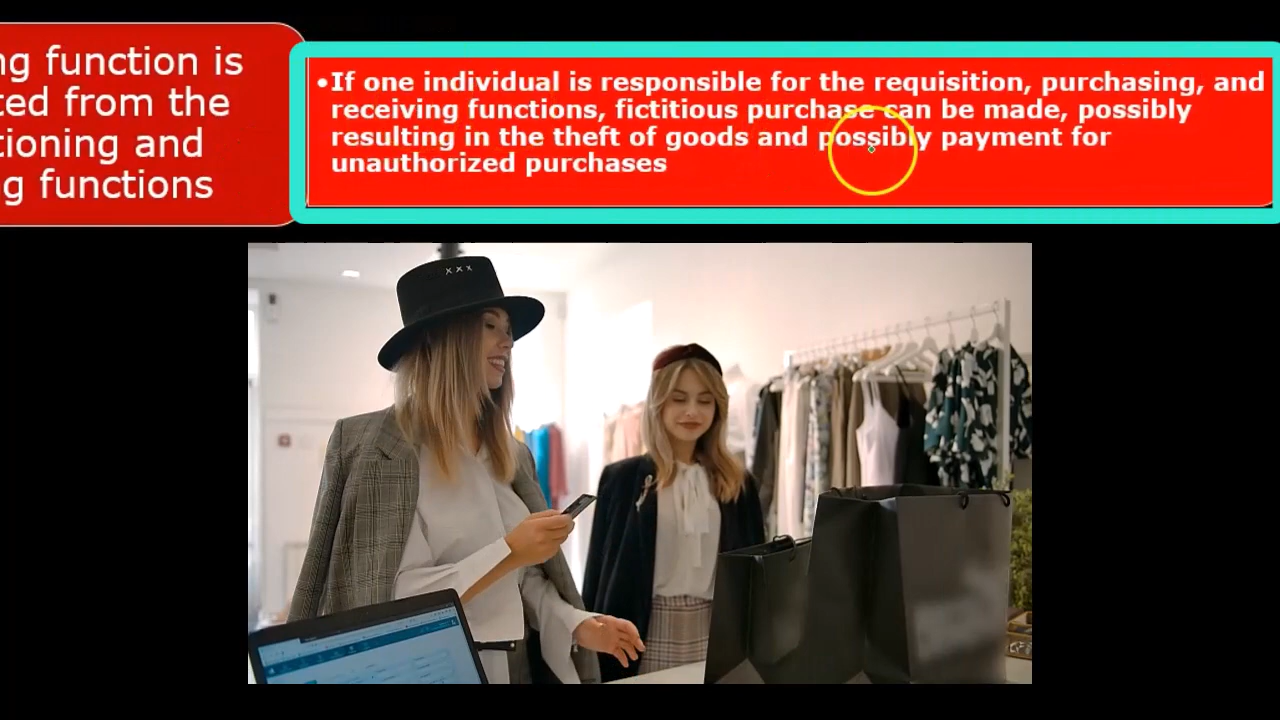 ng function is
ted from the
tioning and
ng functions
•If one individual is responsible for the requisition, purchasing, and
receiving functions, fictitious purchase can be made, possibly
resulting in the theft of goods and possibly payment for
unauthorized purchases
x x x